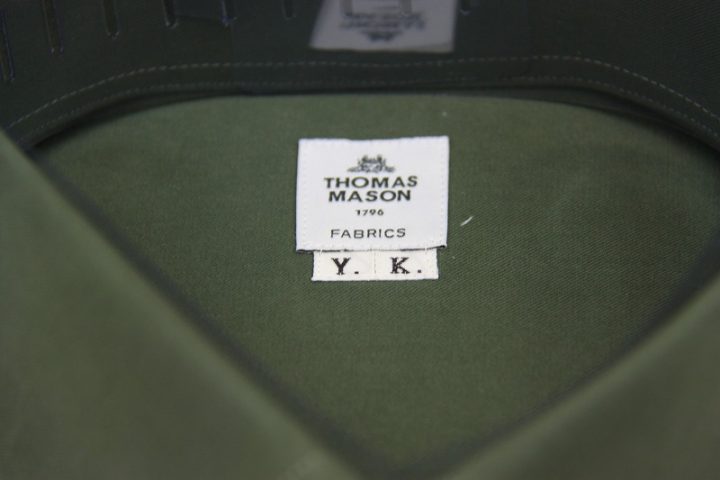 THOMAS
MASON
1796
FABRICS
Y. K.